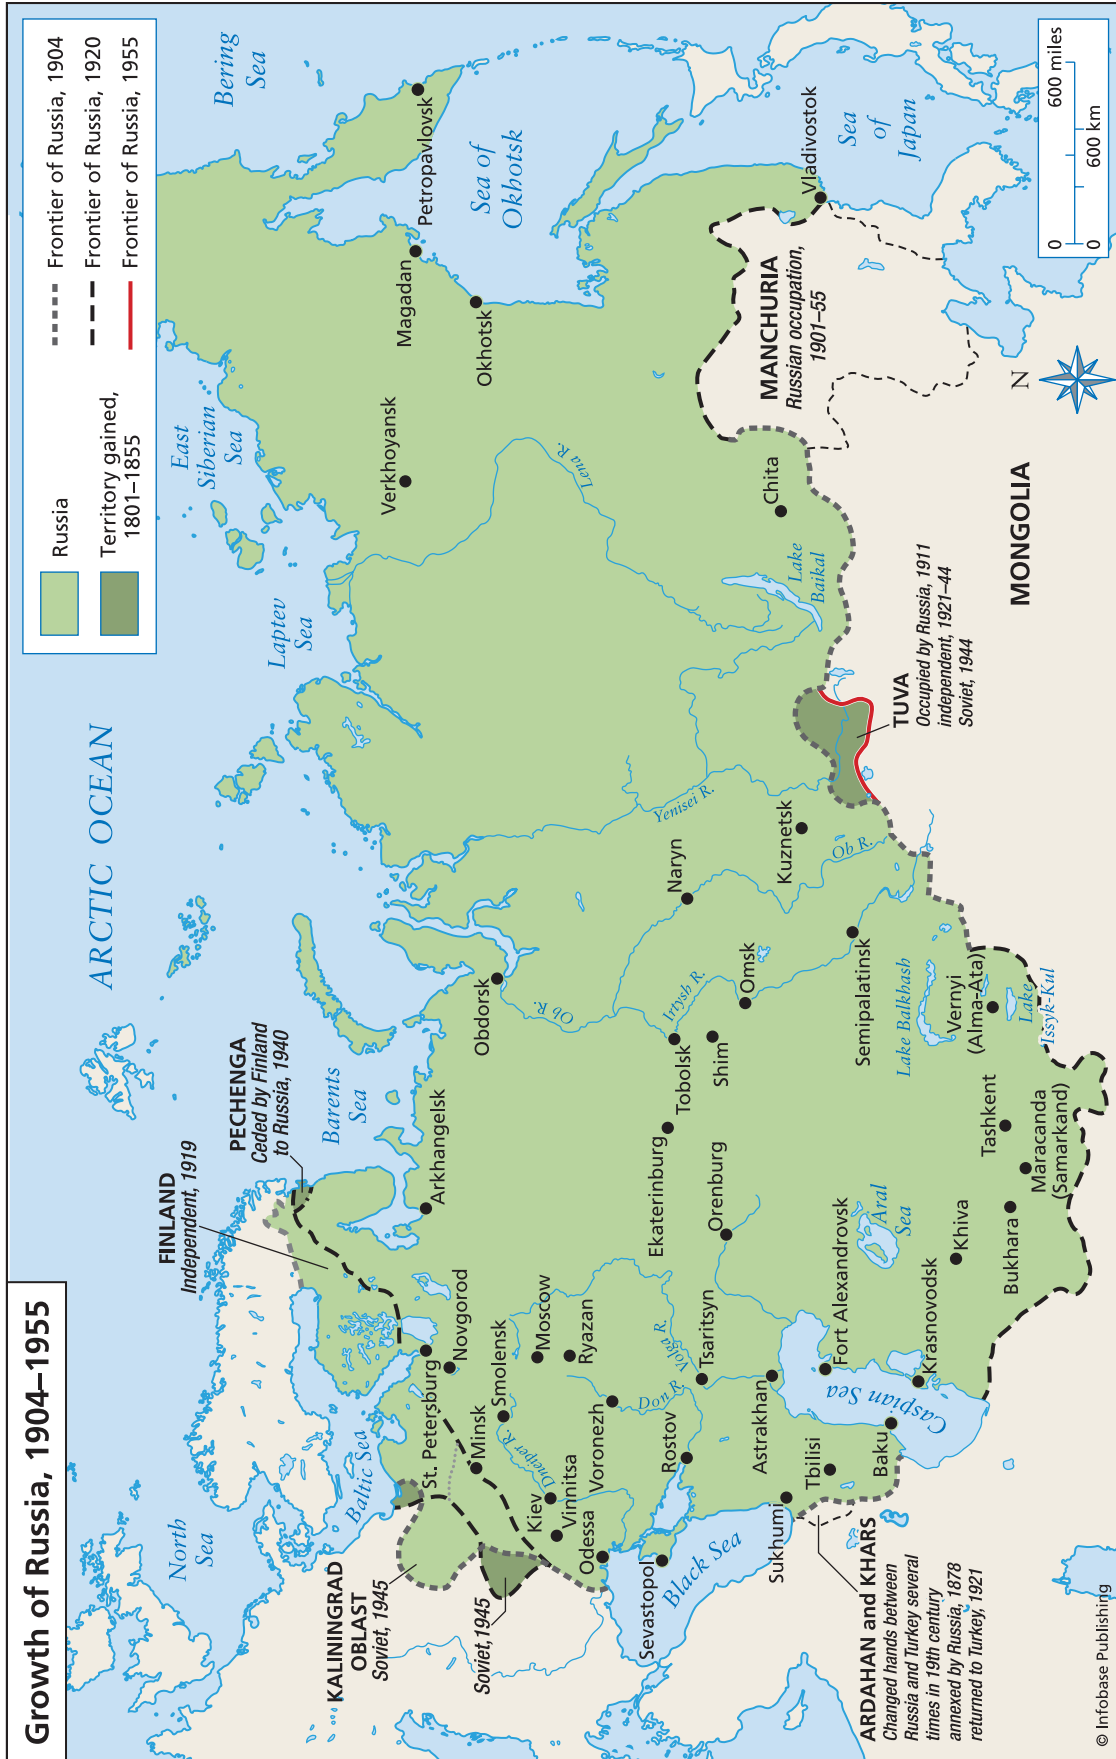 Growth of Russia, 1904–1955
Russia
Territory gained,
1801–1855
Frontier of Russia, 1904
Frontier of Russia, 1920
Frontier of Russia, 1955
ARCTIC OCEAN
Bering
Sea
East
Siberian
Sea
Laptev
Sea
Barents
Sea
North
Sea
Baltic Sea
Sea of
Okhotsk
Sea
of
Japan
Black Sea
Caspian Sea
Aral
Sea
Lake Balkhash
Lake
Issyk-Kul
Lake
Baikal
FINLAND
Independent, 1919
PECHENGA
Ceded by Finland
to Russia, 1940
KALININGRAD
OBLAST
Soviet, 1945
Soviet, 1945
ARDAHAN and KHARS
Changed hands between
Russia and Turkey several
times in 19th century
annexed by Russia, 1878
returned to Turkey, 1921
TUVA
Occupied by Russia, 1911
independent, 1921–44
Soviet, 1944
MANCHURIA
Russian occupation,
1901–55
MONGOLIA
Petropavlovsk
Magadan
Okhotsk
Verkhoyansk
Vladivostok
Chita
Lena R.
Yenisei R.
Ob R.
Ob R.
Irtysh R.
Kuznetsk
Naryn
Obdorsk
Omsk
Semipalatinsk
Tobolsk
Shim
Vernyi
(Alma-Ata)
Tashkent
Maracanda
(Samarkand)
Bukhara
Khiva
Krasnovodsk
Fort Alexandrovsk
Ekaterinburg
Orenburg
Arkhangelsk
St. Petersburg
Novgorod
Smolensk
Moscow
Ryazan
Minsk
Dneiper R.
Voronezh
Don R.
Volga R.
Tsaritsyn
Kiev
Vinnitsa
Odessa
Rostov
Astrakhan
Sevastopol
Sukhumi
Tbilisi
Baku
N
0
600 miles
0
600 km
© Infobase Publishing